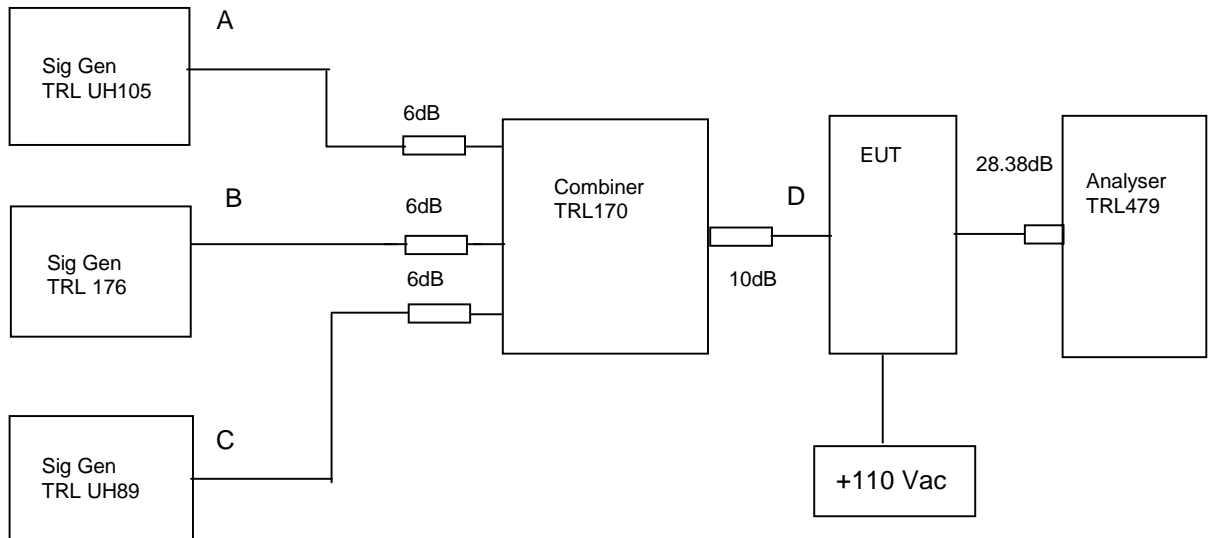 A
Sig Gen
TRL UH105
6dB
B
Sig Gen
TRL 176
6dB
C
Sig Gen
TRL UH89
6dB
Combiner
TRL170
D
10dB
EUT
28.38dB
Analyser
TRL479
+110 Vac